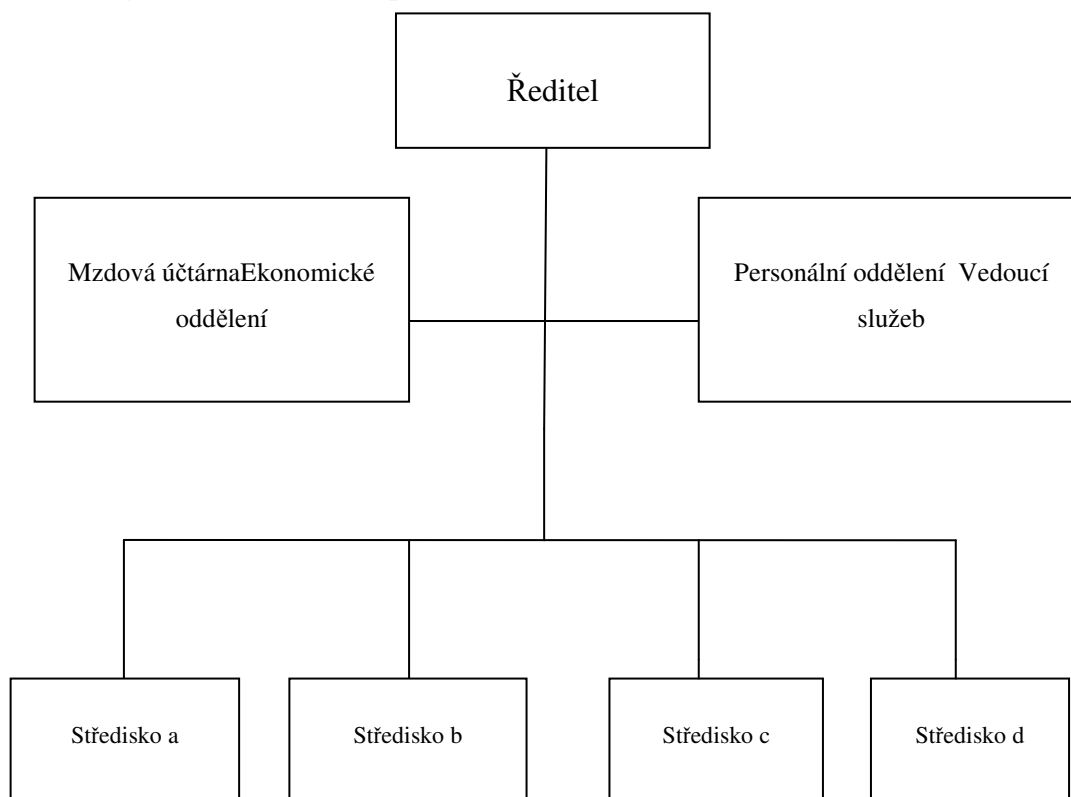 Ředitel
Mzdová účtárnaEkonomické
oddělení
Personální oddělení  Vedoucí
služeb
Středisko a
Středisko b
Středisko c
Středisko d